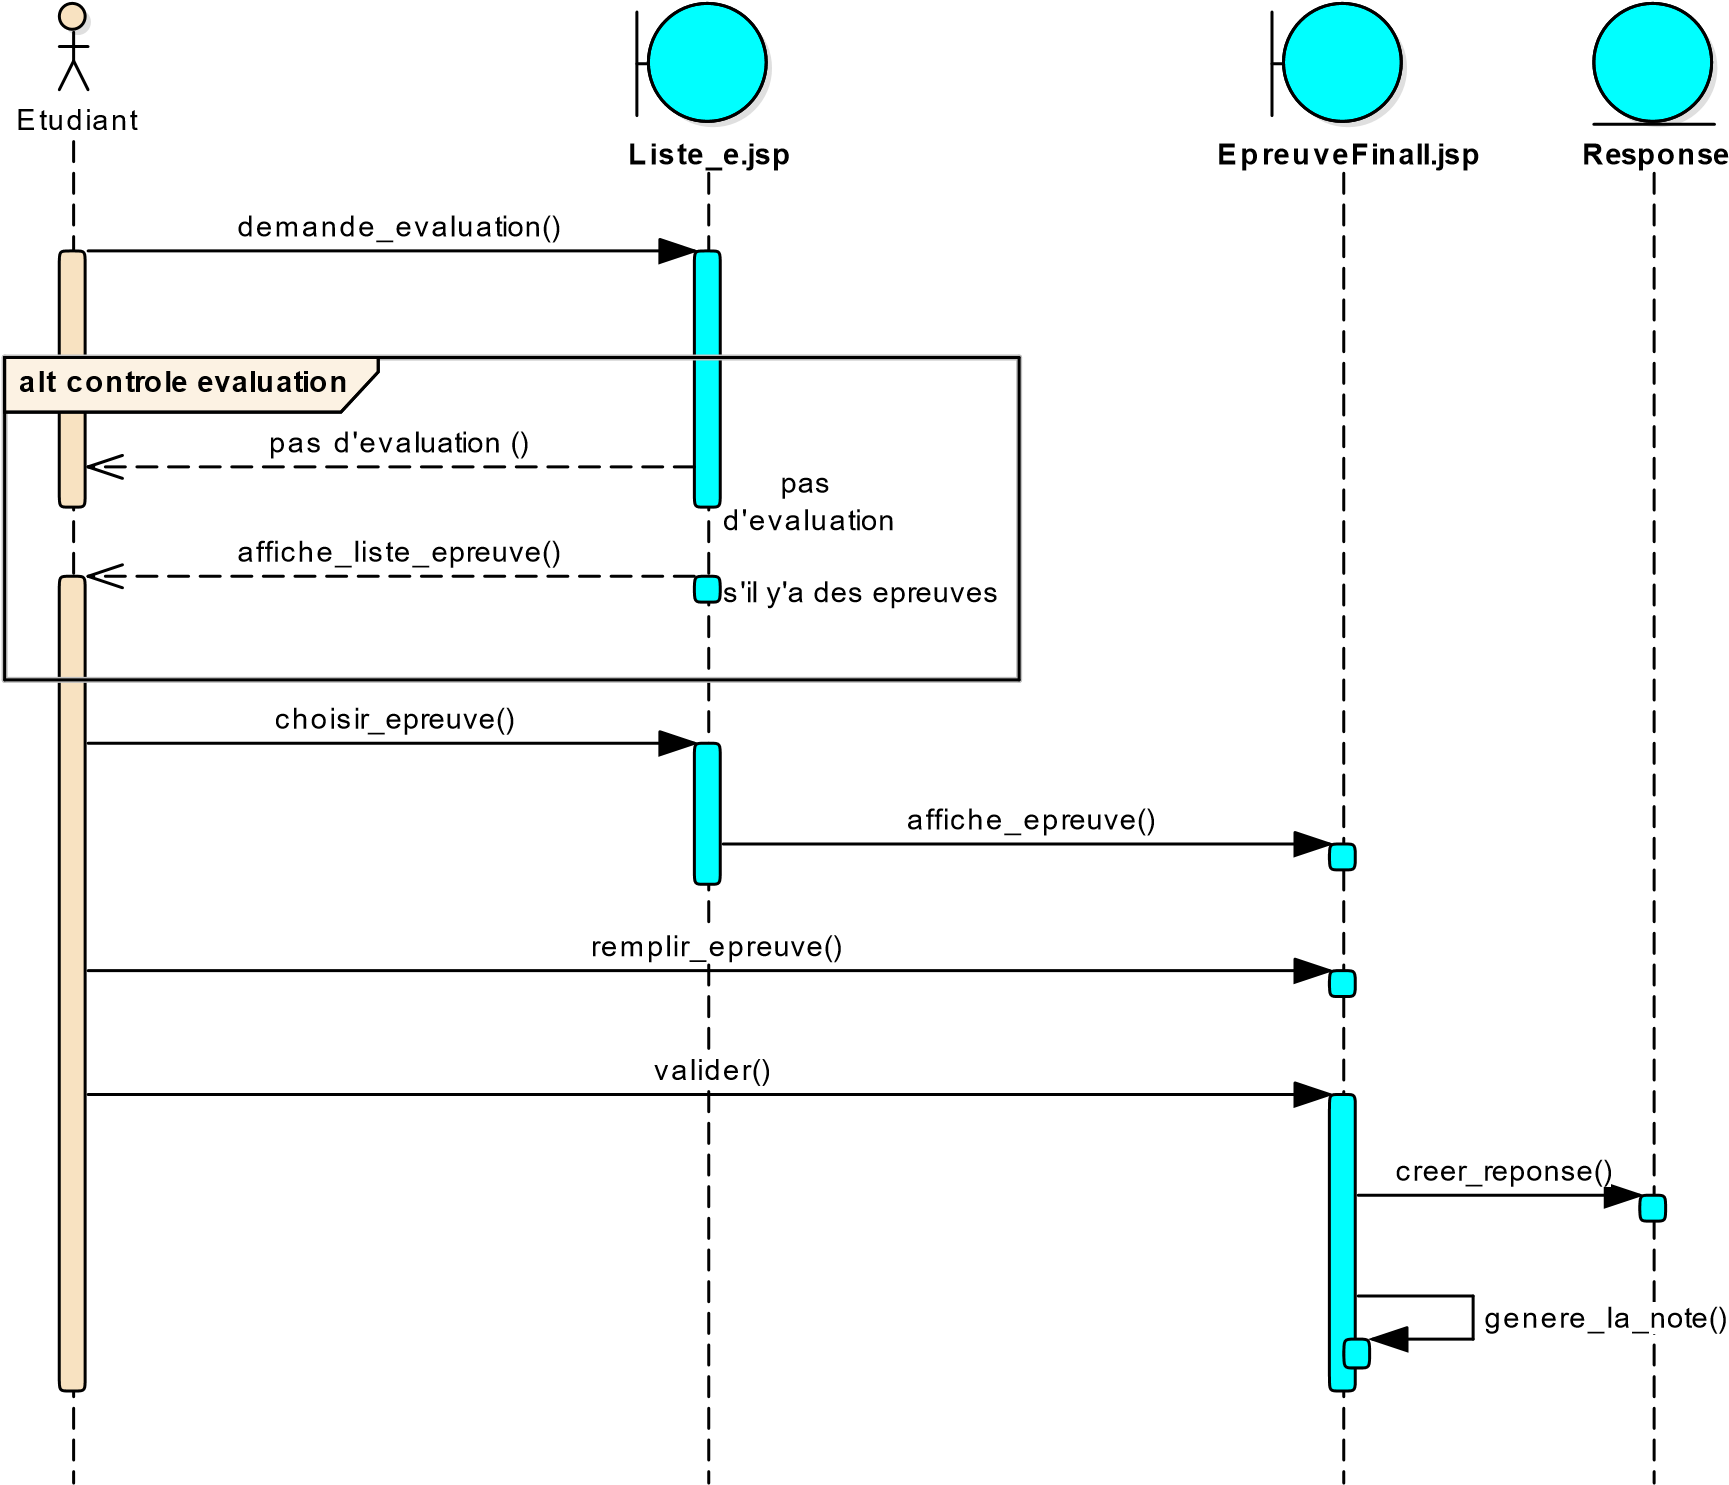 Etudiant
Liste_e.jsp
EpreuveFinall.jsp
Response
demande_evaluation()
alt controle evaluation
pas d'evaluation ()
pas
d'evaluation
affiche_liste_epreuve()
s'il y'a des epreuves
choisir_epreuve()
affiche_epreuve()
remplir_epreuve()
valider()
creer_reponse()
genere_la_note()